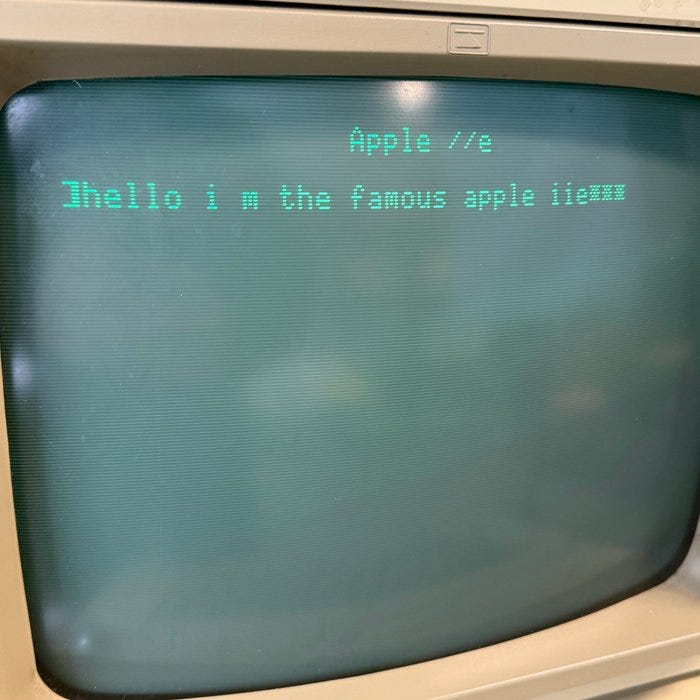 Apple //e
]hello i m the famous apple iie